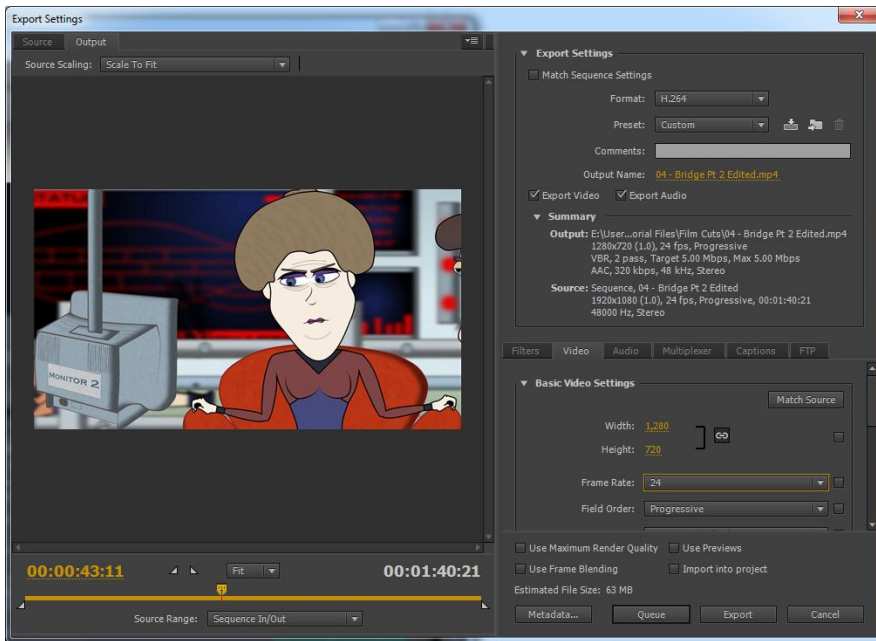 Export Settings
Source Output
Source Scaling: Scale To Fit
STATUS
MONITOR 2
00:00:43:11 Fit 00:01:40:21
Source Range: Sequence In/Out
Export Settings
Match Sequence Settings
Format: H.264
Preset: Custom
Comments:
Output Name: 04 - Bridge Pt 2 Edited.mp4
Export Video Export Audio
Summary
Output: E:\User...orial Files\Film Cuts\04 - Bridge Pt 2 Edited.mp4
1280x720 (1.0), 24 fps, Progressive
VBR, 2 pass, Target 5.00 Mbps, Max 5.00 Mbps
AAC, 320 kbps, 48 kHz, Stereo
Source: Sequence, 04 - Bridge Pt 2 Edited
1920x1080 (1.0), 24 fps, Progressive, 00:01:40:21
48000 Hz, Stereo
Filters Video Audio Multiplexer Captions FTP
Basic Video Settings
Match Source
Width: 1,280
Height: 720
Frame Rate: 24
Field Order: Progressive
Use Maximum Render Quality Use Previews
Use Frame Blending Import into project
Estimated File Size: 63 MB
Metadata... Queue Export Cancel